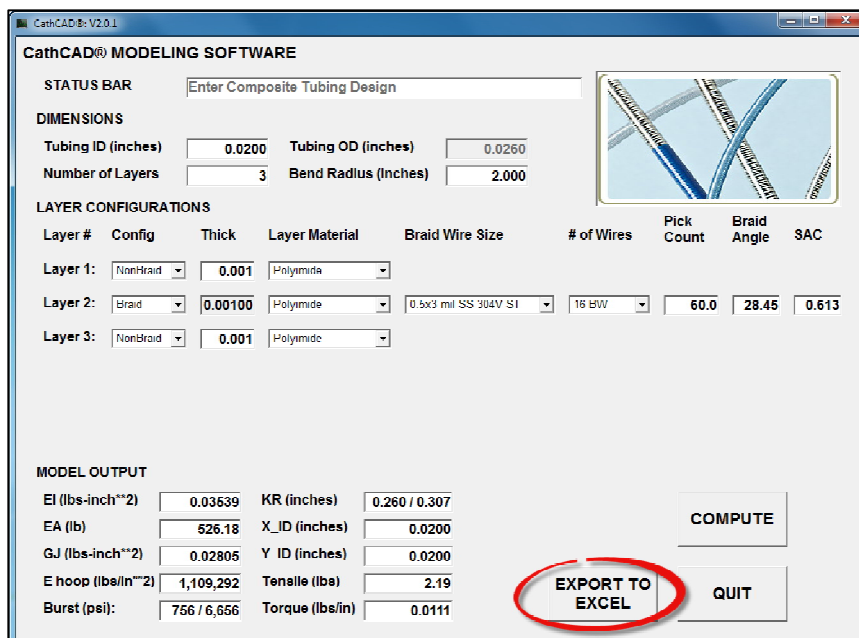 CathCAD®: V2.0.1
CathCAD® MODELING SOFTWARE
STATUS BAR Enter Composite Tubing Design
DIMENSIONS
Tubing ID (inches) 0.0200 Tubing OD (inches) 0.0260
Number of Layers 3 Bend Radius (Inches) 2.000
LAYER CONFIGURATIONS
Layer # Config Thick Layer Material Braid Wire Size # of Wires Pick Count Braid Angle SAC
Layer 1: NonBraid 0.001 Polyimide
Layer 2: Braid 0.00100 Polyimide 0.5x3 mil SS 304V ST 16 BW 60.0 28.45 0.613
Layer 3: NonBraid 0.001 Polyimide
MODEL OUTPUT
EI (lbs-inch**2) 0.03539 KR (inches) 0.260 / 0.307
EA (lb) 526.18 X_ID (inches) 0.0200
GJ (lbs-inch**2) 0.02805 Y_ID (inches) 0.0200
E hoop (lbs/in**2) 1,109,292 Tensile (lbs) 2.19
Burst (psi): 756 / 6,656 Torque (lbs/in) 0.0111
COMPUTE
EXPORT TO
EXCEL
QUIT